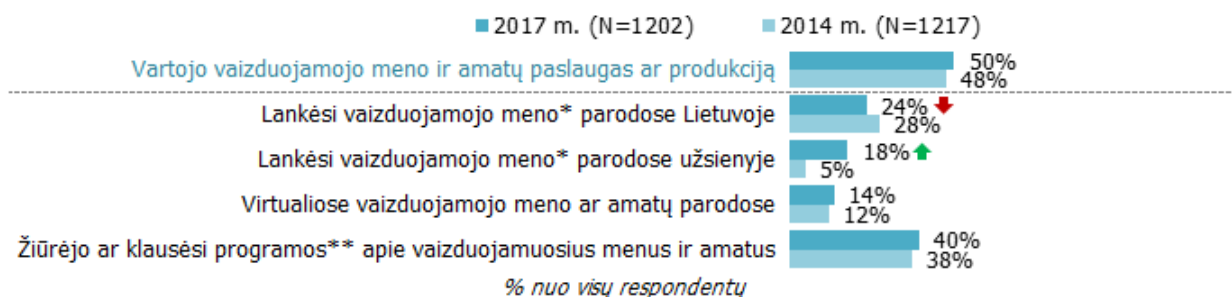 2017 m. (N=1202) 2014 m. (N=1217)
Vartojo vaizduojamojo meno ir amatų paslaugas ar produkciją 50%
48%
Lankėsi vaizduojamojo meno* parodose Lietuvoje 24%
28%
Lankėsi vaizduojamojo meno* parodose užsienyje 18%
5%
Virtualiose vaizduojamojo meno ar amatų parodose 14%
12%
Žiūrėjo ar klausėsi programos** apie vaizduojamuosius menus ir amatus 40%
38%
% nuo visų respondentų